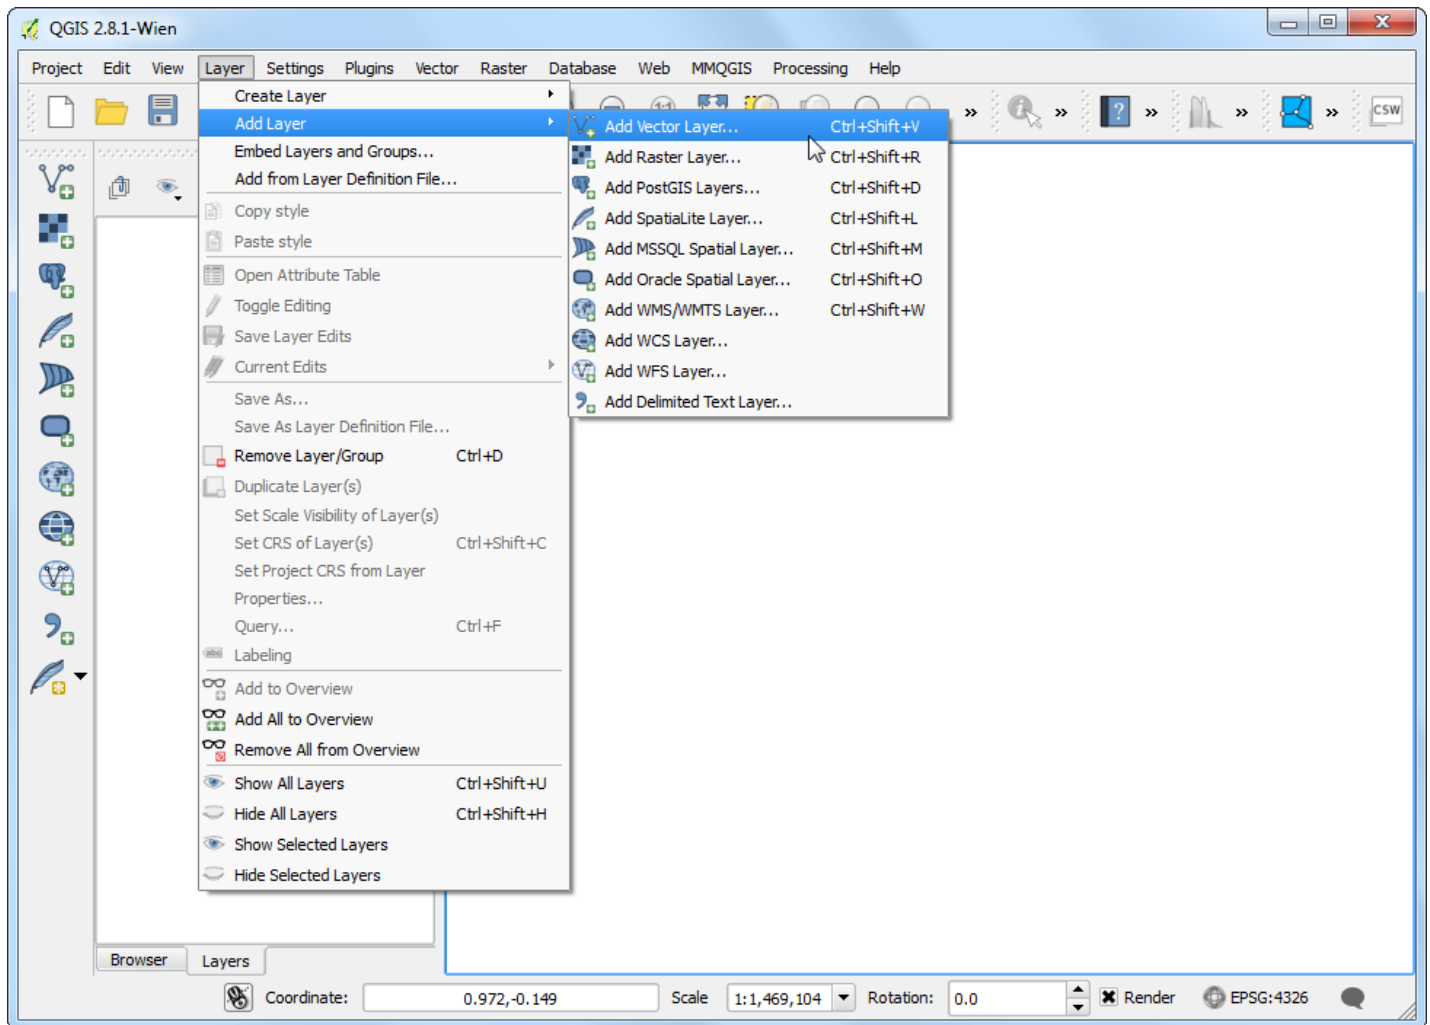 QGIS 2.8.1-Wien
Project Edit View Layer Settings Plugins Vector Raster Database Web MMQGIS Processing Help
Create Layer
Add Layer
Embed Layers and Groups...
Add from Layer Definition File...
Copy style
Paste style
Open Attribute Table
Toggle Editing
Save Layer Edits
Current Edits
Save As...
Save As Layer Definition File...
Remove Layer/Group Ctrl+D
Duplicate Layer(s)
Set Scale Visibility of Layer(s)
Set CRS of Layer(s) Ctrl+Shift+C
Set Project CRS from Layer
Properties...
Query... Ctrl+F
abc Labeling
Add to Overview
Add All to Overview
Remove All from Overview
Show All Layers Ctrl+Shift+U
Hide All Layers Ctrl+Shift+H
Show Selected Layers
Hide Selected Layers
Add Vector Layer... Ctrl+Shift+V
Add Raster Layer... Ctrl+Shift+R
Add PostGIS Layers... Ctrl+Shift+D
Add SpatiaLite Layer... Ctrl+Shift+L
Add MSSQL Spatial Layer... Ctrl+Shift+M
Add Oracle Spatial Layer... Ctrl+Shift+O
Add WMS/WMTS Layer... Ctrl+Shift+W
Add WCS Layer...
Add WFS Layer...
Add Delimited Text Layer...
» » ? » » » CSW
Browser Layers
Coordinate: 0.972,-0.149 Scale 1:1,469,104 Rotation: 0.0 Render EPSG:4326